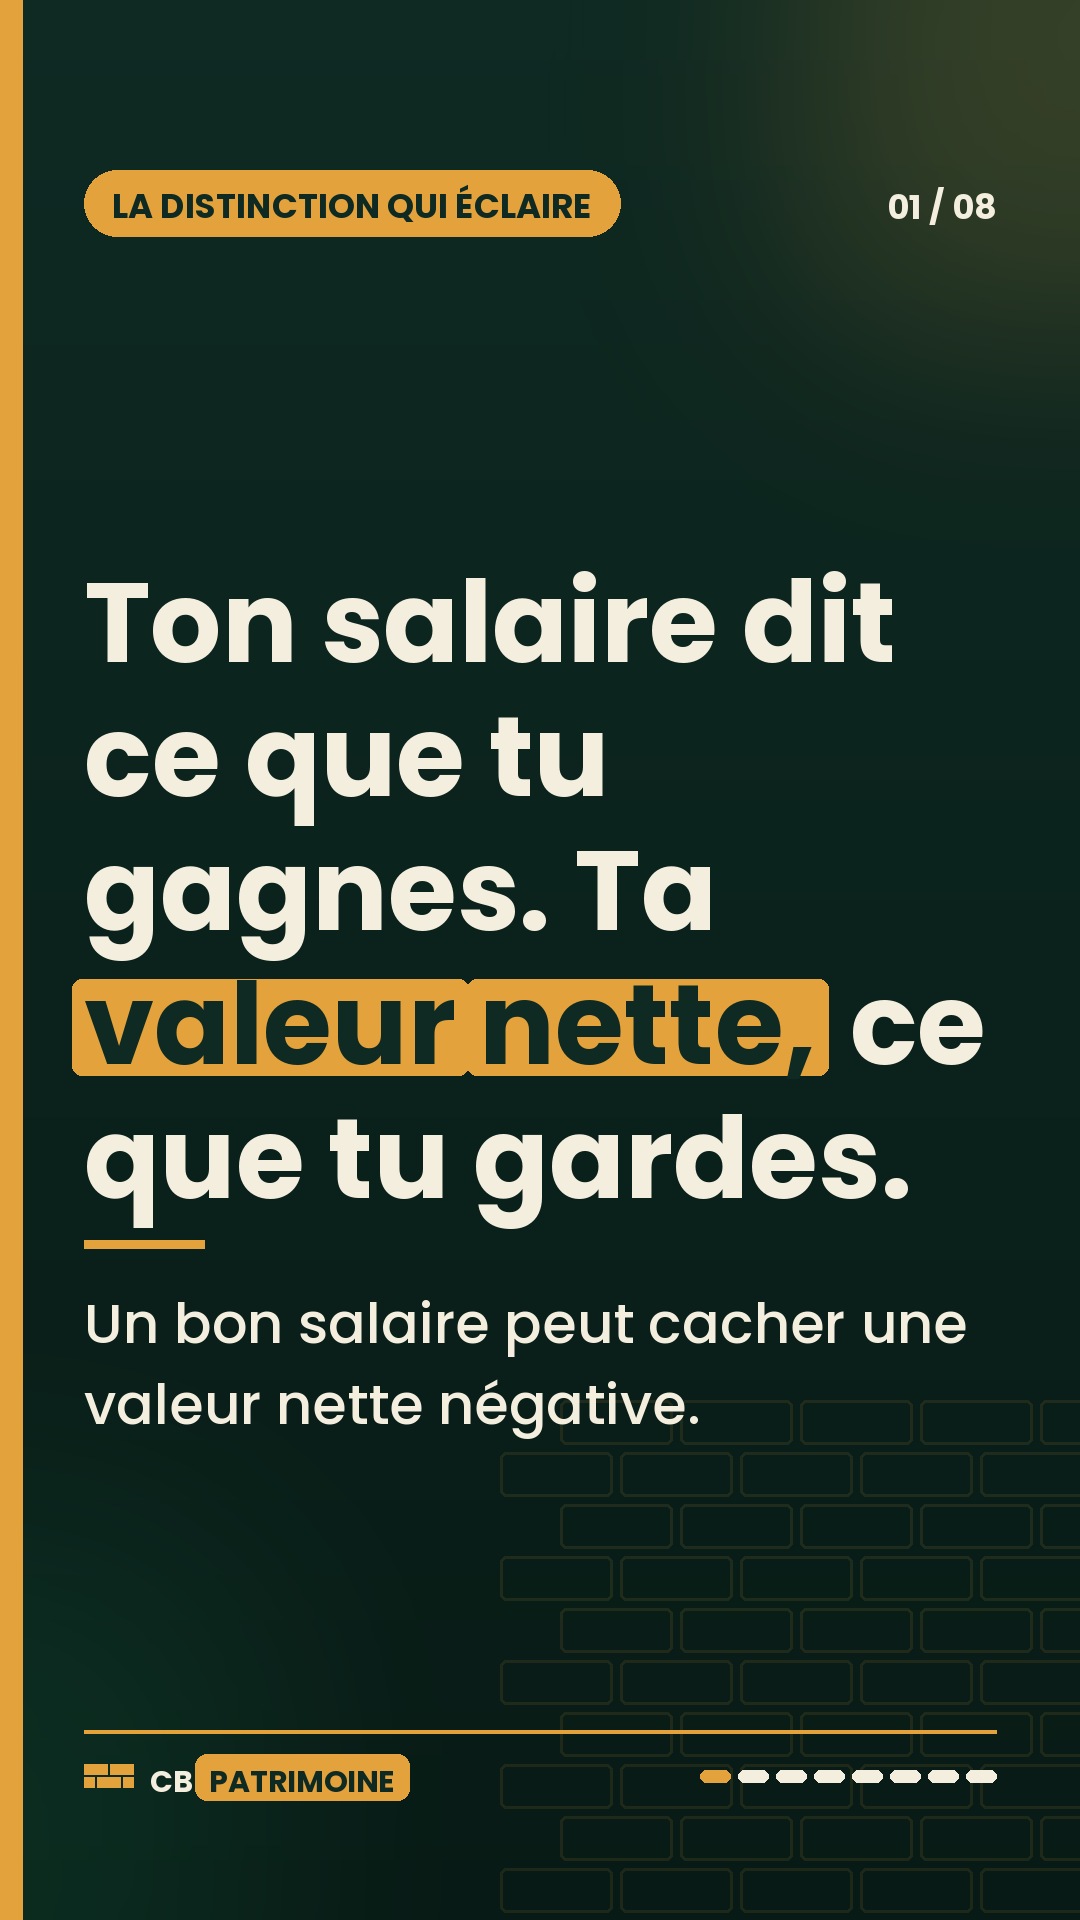 LA DISTINCTION QUI ÉCLAIRE
01 / 08
Ton salaire dit
ce que tu
gagnes. Ta
valeur nette, ce
que tu gardes.
Un bon salaire peut cacher une
valeur nette négative.
CB PATRIMOINE